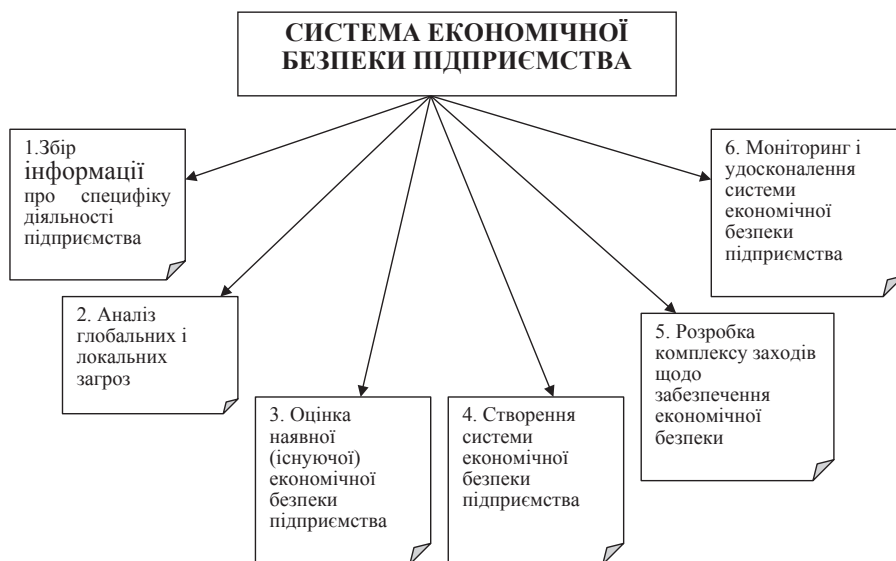 СИСТЕМА ЕКОНОМІЧНОЇ
БЕЗПЕКИ ПІДПРИЄМСТВА
1.Збір
інформації
про специфіку
діяльності
підприємства
2. Аналіз
глобальних і
локальних
загроз
3. Оцінка
наявної
(існуючої)
економічної
безпеки
підприємства
4. Створення
системи
економічної
безпеки
підприємства
5. Розробка
комплексу заходів
щодо
забезпечення
економічної
безпеки
6. Моніторинг і
удосконалення
системи
економічної
безпеки
підприємства